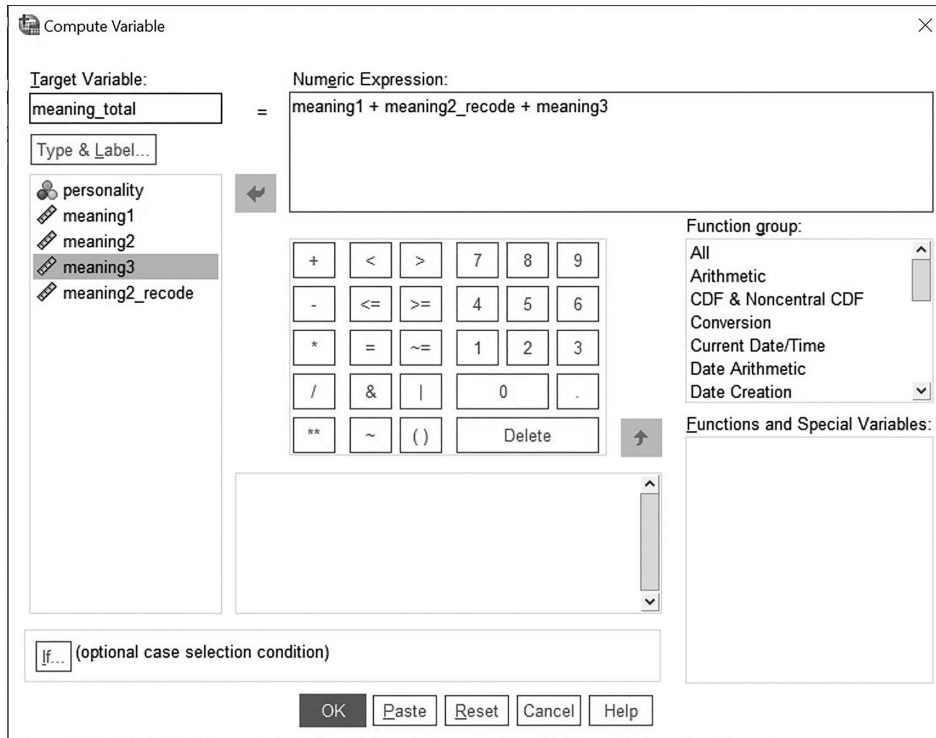 Compute Variable
Target Variable:
meaning_total
=
Numeric Expression:
meaning1 + meaning2_recode + meaning3
Type & Label...
personality
meaning1
meaning2
meaning3
meaning2_recode
+ < > 7 8 9
- <= >= 4 5 6
* = ~= 1 2 3
/ & | 0 .
** ~ ( ) Delete
Function group:
All
Arithmetic
CDF & Noncentral CDF
Conversion
Current Date/Time
Date Arithmetic
Date Creation
Functions and Special Variables:
If... (optional case selection condition)
OK Paste Reset Cancel Help